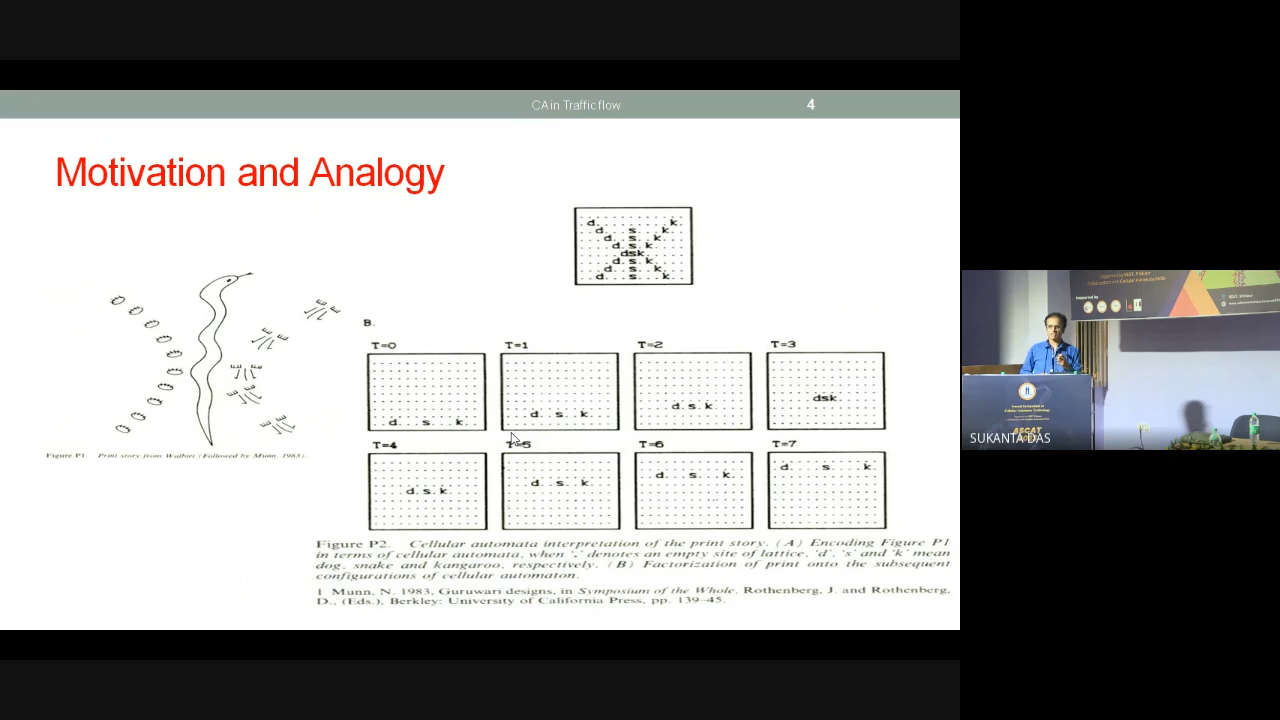 CA in Traffic flow 4
Motivation and Analogy
d. k
d. s. k
d. s. k
d. s. k
dsk
d. s. k
d. s. k
d. s. k
B.
T=0 T=1 T=2 T=3
d. s. k. d. s. k d. s. k dsk
T=4 T=5 T=6 T=7
d. s. k d. s. k d. s. k d. s. k
Figure P1. Print story from Walbiri (Followed by Munn, 1983).
Figure P2. Cellular automata interpretation of the print story. (A) Encoding Figure P1
in terms of cellular automata, when '.' denotes an empty site of lattice, 'd', 's' and 'k' mean
dog, snake and kangaroo, respectively. (B) Factorization of print onto the subsequent
configurations of cellular automaton.
1 Munn, N. 1983, Guruwari designs, in Symposium of the Whole, Rothenberg, J. and Rothenberg,
D., (Eds.), Berkley: University of California Press, pp. 139-45.
Supported by
SUKANTA DAS